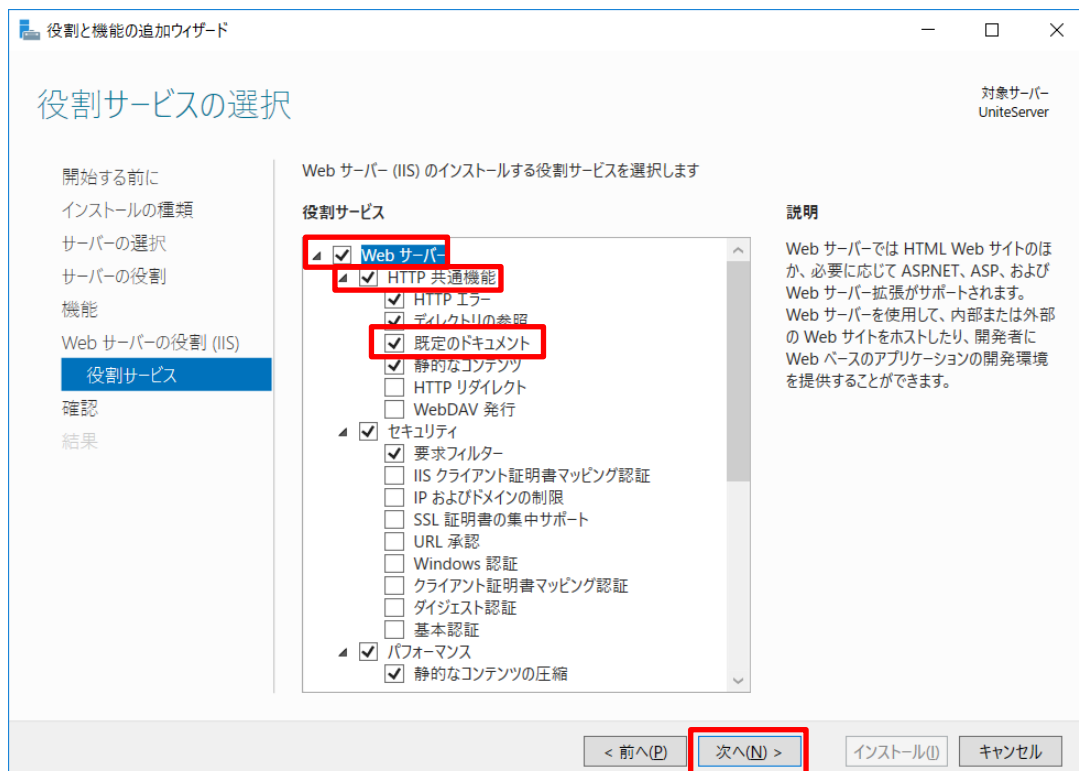 役割と機能の追加ウィザード
役割サービスの選択
対象サーバー
UniteServer
開始する前に
インストールの種類
サーバーの選択
サーバーの役割
機能
Web サーバーの役割 (IIS)
役割サービス
確認
結果
Web サーバー (IIS) のインストールする役割サービスを選択します
役割サービス
Web サーバー
HTTP 共通機能
HTTP エラー
ディレクトリの参照
既定のドキュメント
静的なコンテンツ
HTTP リダイレクト
WebDAV 発行
セキュリティ
要求フィルター
IIS クライアント証明書マッピング認証
IP およびドメインの制限
SSL 証明書の集中サポート
URL 承認
Windows 認証
クライアント証明書マッピング認証
ダイジェスト認証
基本認証
パフォーマンス
静的なコンテンツの圧縮
説明
Web サーバーでは HTML Web サイトのほ
か、必要に応じて ASP.NET、ASP、および
Web サーバー拡張がサポートされます。
Web サーバーを使用して、内部または外部
の Web サイトをホストしたり、開発者に
Web ベースのアプリケーションの開発環境
を提供することができます。
< 前へ(P)
次へ(N) >
インストール(I)
キャンセル